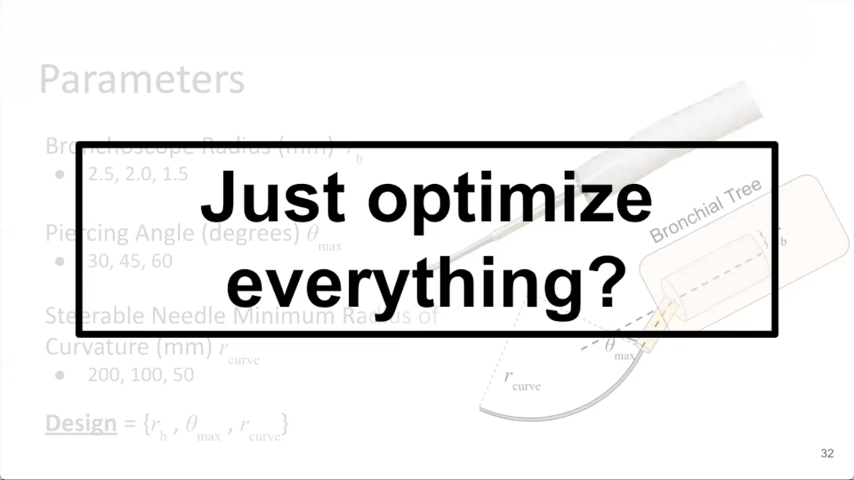 Parameters
Bronchoscope Radius (mm) r_b
● 2.5, 2.0, 1.5
Just optimize
everything?
Piercing Angle (degrees) θ_max
● 30, 45, 60
Steerable Needle Minimum Radius of
Curvature (mm) r_curve
● 200, 100, 50
Design = {r_b , θ_max , r_curve}
Bronchial Tree
r_b
θ_max
r_curve
32